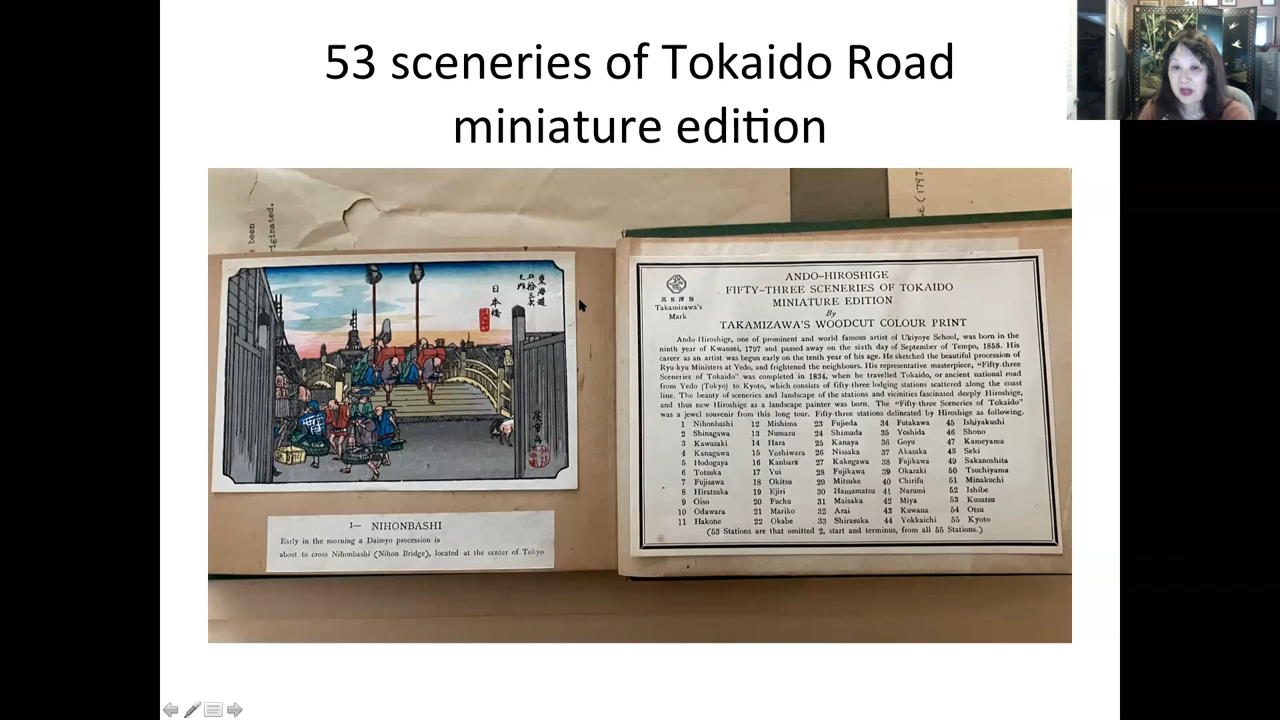 53 sceneries of Tokaido Road
miniature edition
been
originated.
E (1797-
東海道
五拾三次
之内
日本橋
1— NIHONBASHI
Early in the morning a Daimyo procession is
about to cross Nihonbashi (Nihon Bridge), located at the center of Tokyo
Takamizawa's
Mark
ANDO-HIROSHIGE
FIFTY-THREE SCENERIES OF TOKAIDO
MINIATURE EDITION
By
TAKAMIZAWA'S WOODCUT COLOUR PRINT
Ando-Hiroshige, one of prominent and world famous artist of Ukiyoye School, was born in the
ninth year of Kwansei, 1797 and passed away on the sixth day of September of Tempo, 1858. His
career as an artist was begun early on the tenth year of his age. He sketched the beautiful procession of
Ryu-kyu Ministers at Yedo, and frightened the neighbours. His representative masterpiece, "Fifty-three
Sceneries of Tokaido" was completed in 1834, when he travelled Tokaido, or ancient national road
from Yedo (Tokyo) to Kyoto, which consists of fifty-three lodging stations scattered along the coast
line. The beauty of sceneries and landscape of the stations and vicinities fascinated deeply Hiroshige,
and thus new Hiroshige as a landscape painter was born. The "Fifty-three Sceneries of Tokaido"
was a jewel souvenir from this long tour. Fifty-three stations delineated by Hiroshige as following.
1 Nihonbashi 12 Mishima 23 Fujieda 34 Futakawa 45 Ishiyakushi
2 Shinagawa 13 Numazu 24 Shimada 35 Yoshida 46 Shono
3 Kawasaki 14 Hara 25 Kanaya 36 Goyu 47 Kameyama
4 Kanagawa 15 Yoshiwara 26 Nissaka 37 Akasaka 48 Seki
5 Hodogaya 16 Kanbara 27 Kakegawa 38 Fujikawa 49 Sakanoshita
6 Totsuka 17 Yui 28 Fujikawa 39 Okazaki 50 Tsuchiyama
7 Fujisawa 18 Okitsu 29 Mitsuke 40 Chirifu 51 Minakuchi
8 Hiratsuka 19 Ejiri 30 Hamamatsu 41 Narumi 52 Ishibe
9 Oiso 20 Fuchu 31 Maisaka 42 Miya 53 Kusatsu
10 Odawara 21 Mariko 32 Arai 43 Kuwana 54 Otsu
11 Hakone 22 Okabe 33 Shirasuka 44 Yokkaichi 55 Kyoto
(53 Stations are that omitted 2, start and terminus, from all 55 Stations.)